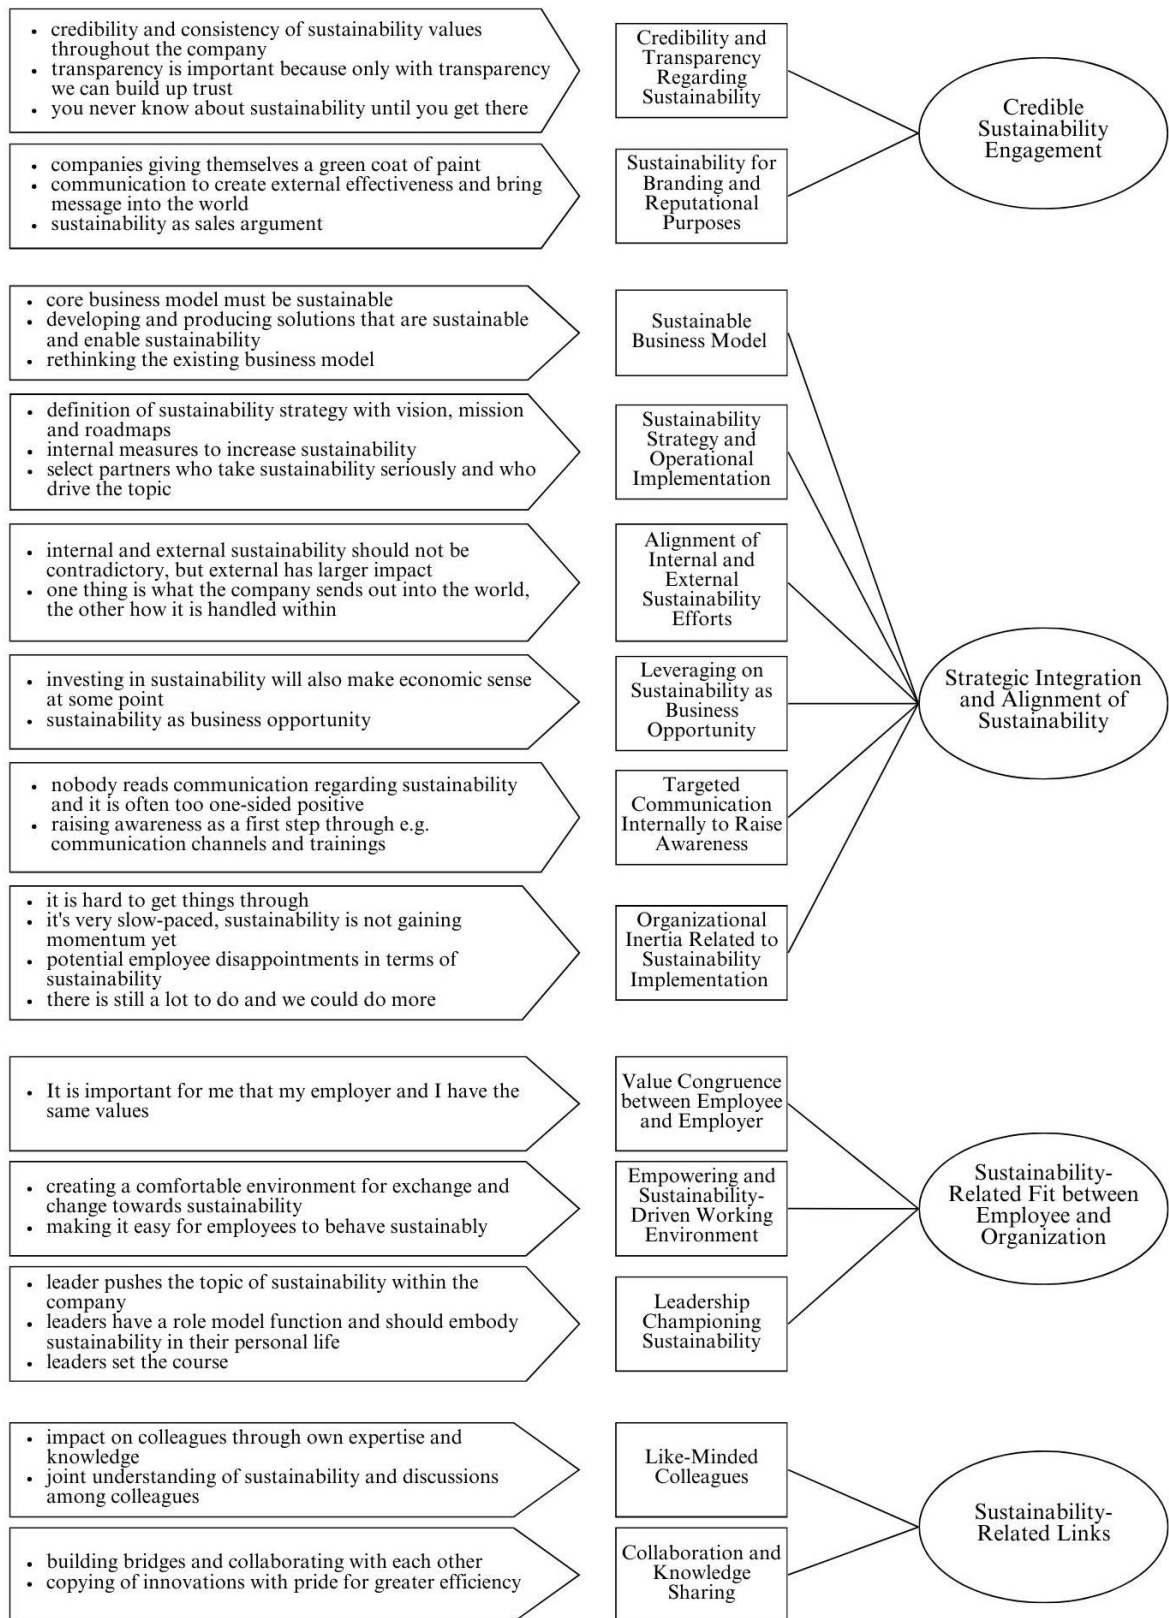 • credibility and consistency of sustainability values
throughout the company
• transparency is important because only with transparency
we can build up trust
• you never know about sustainability until you get there
Credibility and
Transparency
Regarding
Sustainability
• companies giving themselves a green coat of paint
• communication to create external effectiveness and bring
message into the world
• sustainability as sales argument
Sustainability for
Branding and
Reputational
Purposes
Credible
Sustainability
Engagement
• core business model must be sustainable
• developing and producing solutions that are sustainable
and enable sustainability
• rethinking the existing business model
Sustainable
Business Model
• definition of sustainability strategy with vision, mission
and roadmaps
• internal measures to increase sustainability
• select partners who take sustainability seriously and who
drive the topic
Sustainability
Strategy and
Operational
Implementation
• internal and external sustainability should not be
contradictory, but external has larger impact
• one thing is what the company sends out into the world,
the other how it is handled within
Alignment of
Internal and
External
Sustainability
Efforts
• investing in sustainability will also make economic sense
at some point
• sustainability as business opportunity
Leveraging on
Sustainability as
Business
Opportunity
• nobody reads communication regarding sustainability
and it is often too one-sided positive
• raising awareness as a first step through e.g.
communication channels and trainings
Targeted
Communication
Internally to Raise
Awareness
• it is hard to get things through
• it's very slow-paced, sustainability is not gaining
momentum yet
• potential employee disappointments in terms of
sustainability
• there is still a lot to do and we could do more
Organizational
Inertia Related to
Sustainability
Implementation
Strategic Integration
and Alignment of
Sustainability
• It is important for me that my employer and I have the
same values
Value Congruence
between Employee
and Employer
• creating a comfortable environment for exchange and
change towards sustainability
• making it easy for employees to behave sustainably
Empowering and
Sustainability-
Driven Working
Environment
• leader pushes the topic of sustainability within the
company
• leaders have a role model function and should embody
sustainability in their personal life
• leaders set the course
Leadership
Championing
Sustainability
Sustainability-
Related Fit between
Employee and
Organization
• impact on colleagues through own expertise and
knowledge
• joint understanding of sustainability and discussions
among colleagues
Like-Minded
Colleagues
• building bridges and collaborating with each other
• copying of innovations with pride for greater efficiency
Collaboration and
Knowledge
Sharing
Sustainability-
Related Links